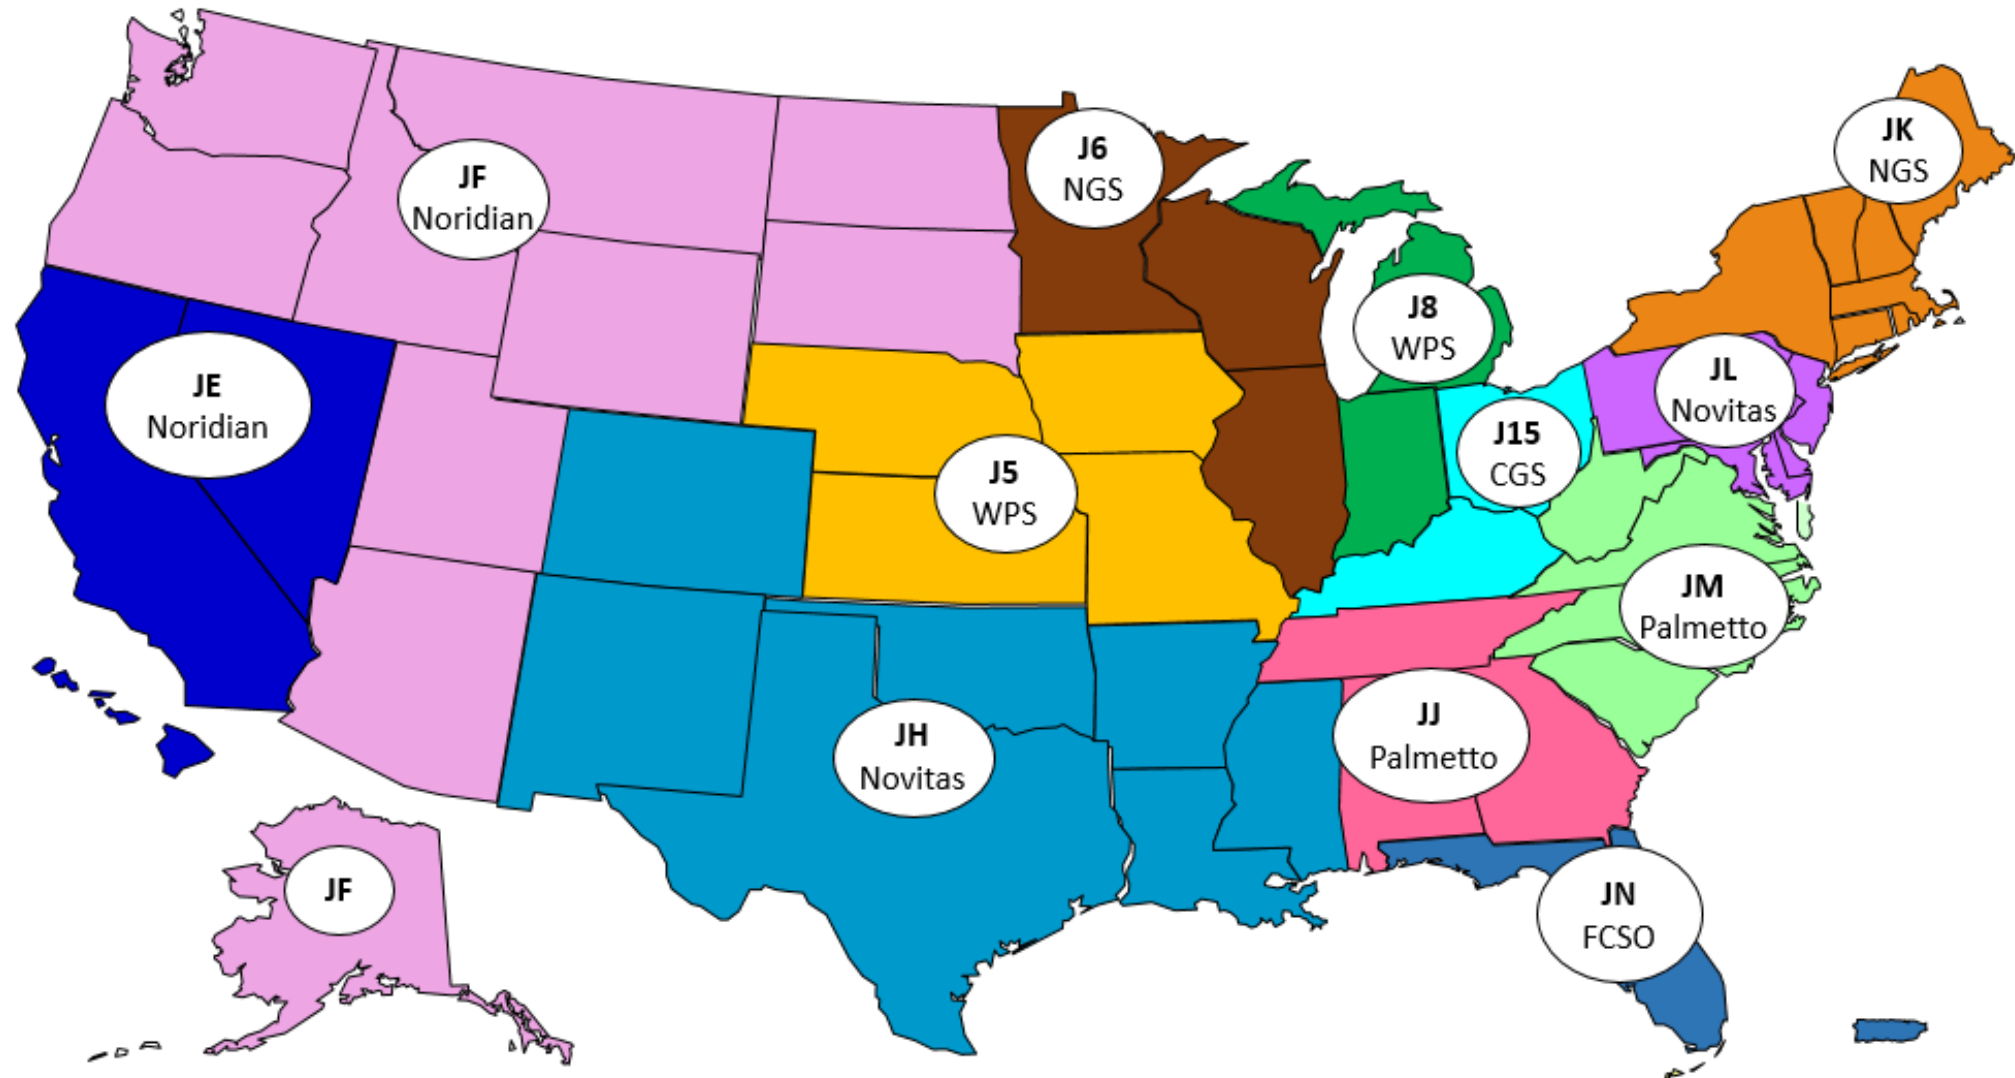 J6
NGS
JK
NGS
JF
Noridian
J8
WPS
JL
Novitas
JE
Noridian
J15
CGS
J5
WPS
JM
Palmetto
JH
Novitas
JJ
Palmetto
JF
JN
FCSO